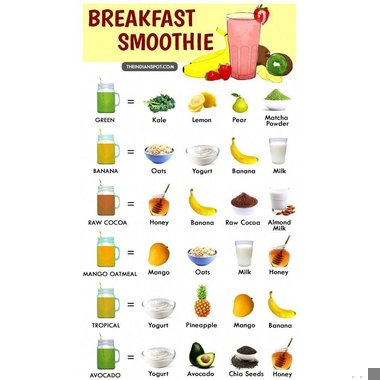 BREAKFAST
SMOOTHIE
THEINDIANSPOT.COM
GREEN = Kale Lemon Pear Matcha
Powder
BANANA = Oats Yogurt Banana Milk
RAW COCOA = Honey Banana Raw Cocoa Almond
Milk
MANGO OATMEAL = Mango Oats Milk Honey
TROPICAL = Yogurt Pineapple Mango Banana
AVOCADO = Yogurt Avocado Chia Seeds Honey